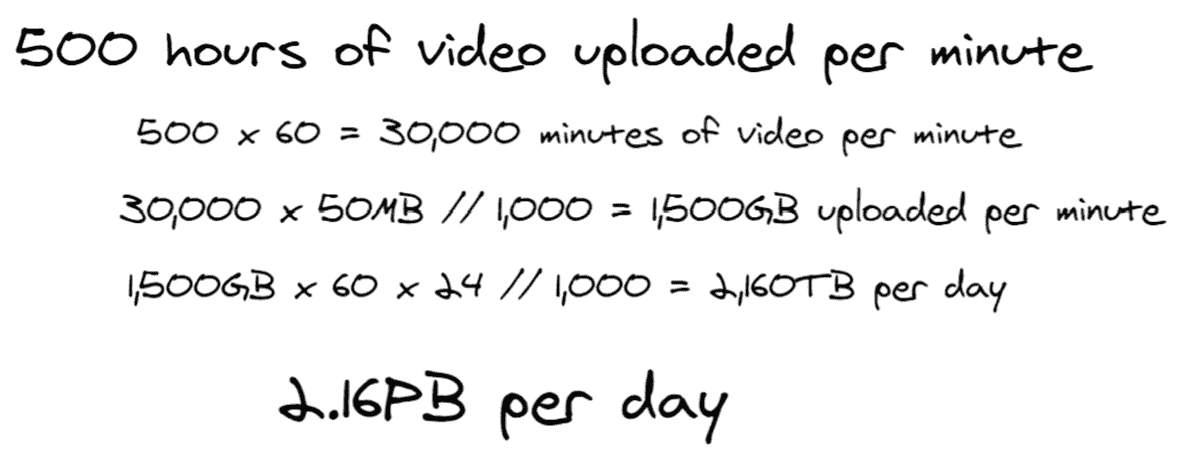 500 hours of video uploaded per minute
500 x 60 = 30,000 minutes of video per minute
30,000 x 50MB // 1,000 = 1,500GB uploaded per minute
1,500GB x 60 x 24 // 1,000 = 2,160TB per day
2.16PB per day